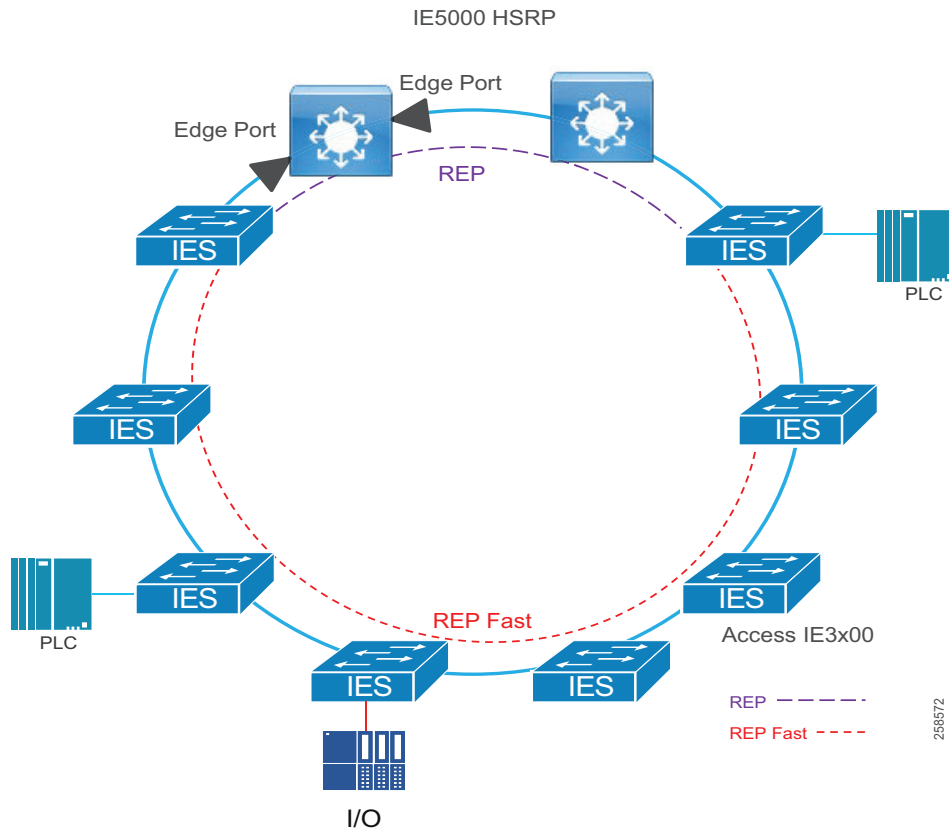 IE5000 HSRP
Edge Port
Edge Port
REP
IES
IES
PLC
IES
IES
IES
IES
PLC
REP Fast
Access IE3x00
IES
IES
REP
REP Fast
258572
I/O